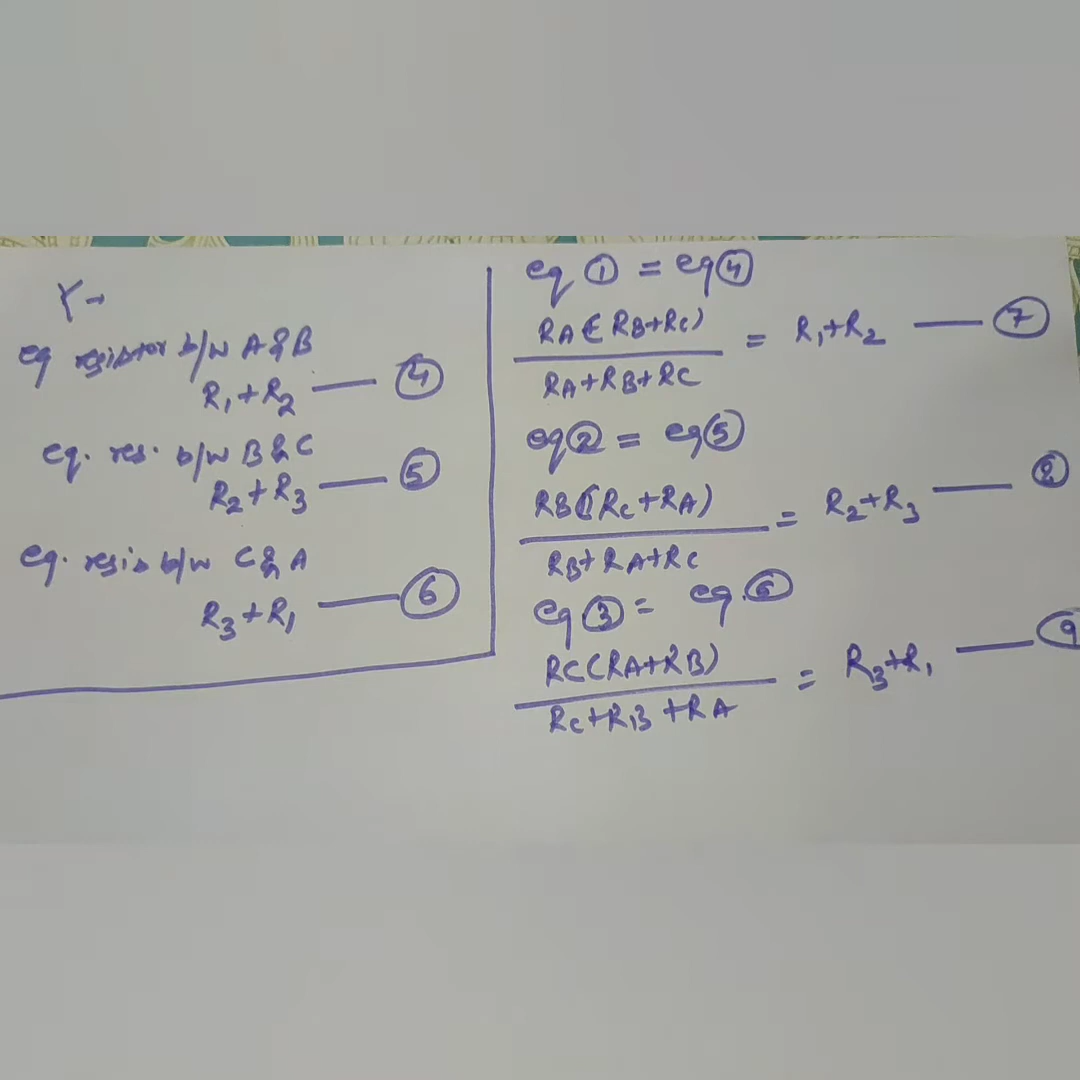 Y→
eq resistor b/w A & B
R1+R2 — 4
eq. res. b/w B & C
R2+R3 — 5
eq. resis b/w C & A
R3+R1 — 6
eq 1 = eq 4
RA(RB+RC) / RA+RB+RC = R1+R2 — 7
eq 2 = eq 5
RB(RC+RA) / RB+RA+RC = R2+R3 — 8
eq 3 = eq. 6
RC(RA+RB) / RC+RB+RA = R3+R1 — 9